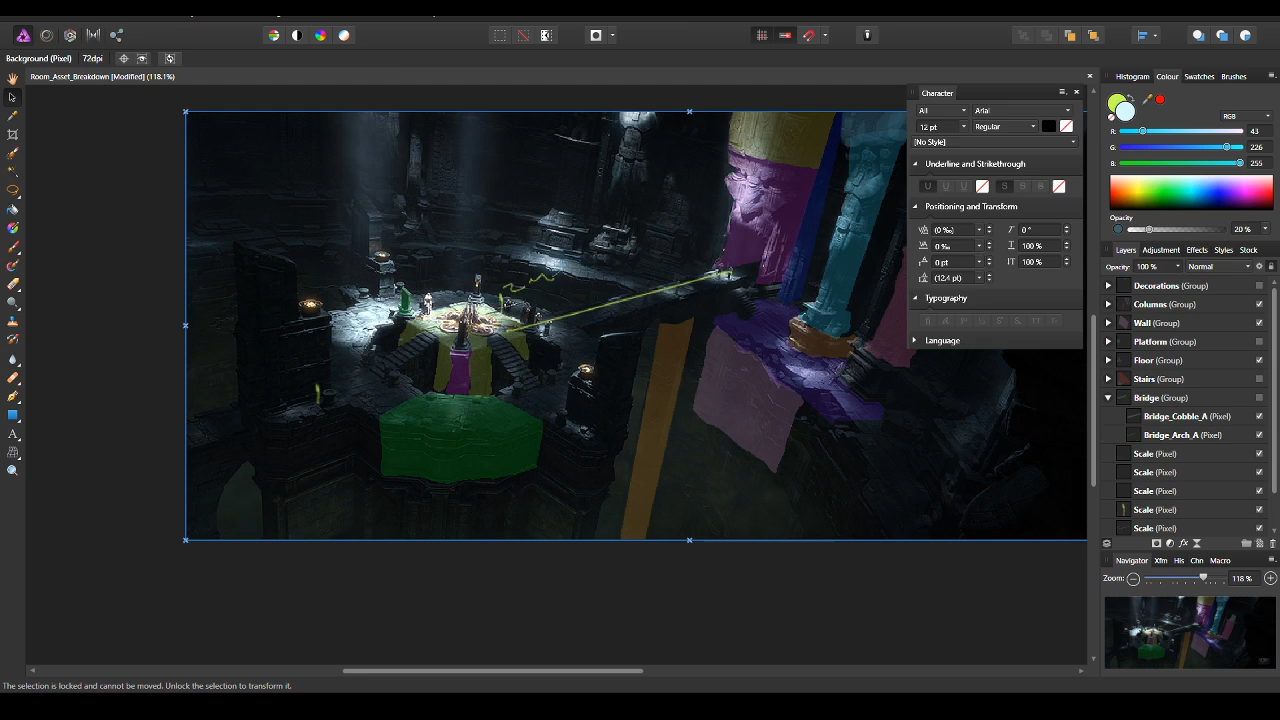 Background (Pixel) 72dpi
Room_Asset_Breakdown [Modified] (118.1%)
Character
All Arial
12 pt Regular
[No Style]
Underline and Strikethrough
U U U S S S
Positioning and Transform
(0 ‰) 0 °
0 ‰ 100 %
0 pt 100 %
(12.4 pt)
Typography
Language
Histogram Colour Swatches Brushes
RGB
R: 43
G: 226
B: 255
Opacity
20 %
Layers Adjustment Effects Styles Stock
Opacity: 100 % Normal
Decorations (Group)
Columns (Group)
Wall (Group)
Platform (Group)
Floor (Group)
Stairs (Group)
Bridge (Group)
Bridge_Cobble_A (Pixel)
Bridge_Arch_A (Pixel)
Scale (Pixel)
Scale (Pixel)
Scale (Pixel)
Scale (Pixel)
Scale (Pixel)
Navigator Xfm His Chn Macro
Zoom: 118 %
The selection is locked and cannot be moved. Unlock the selection to transform it.